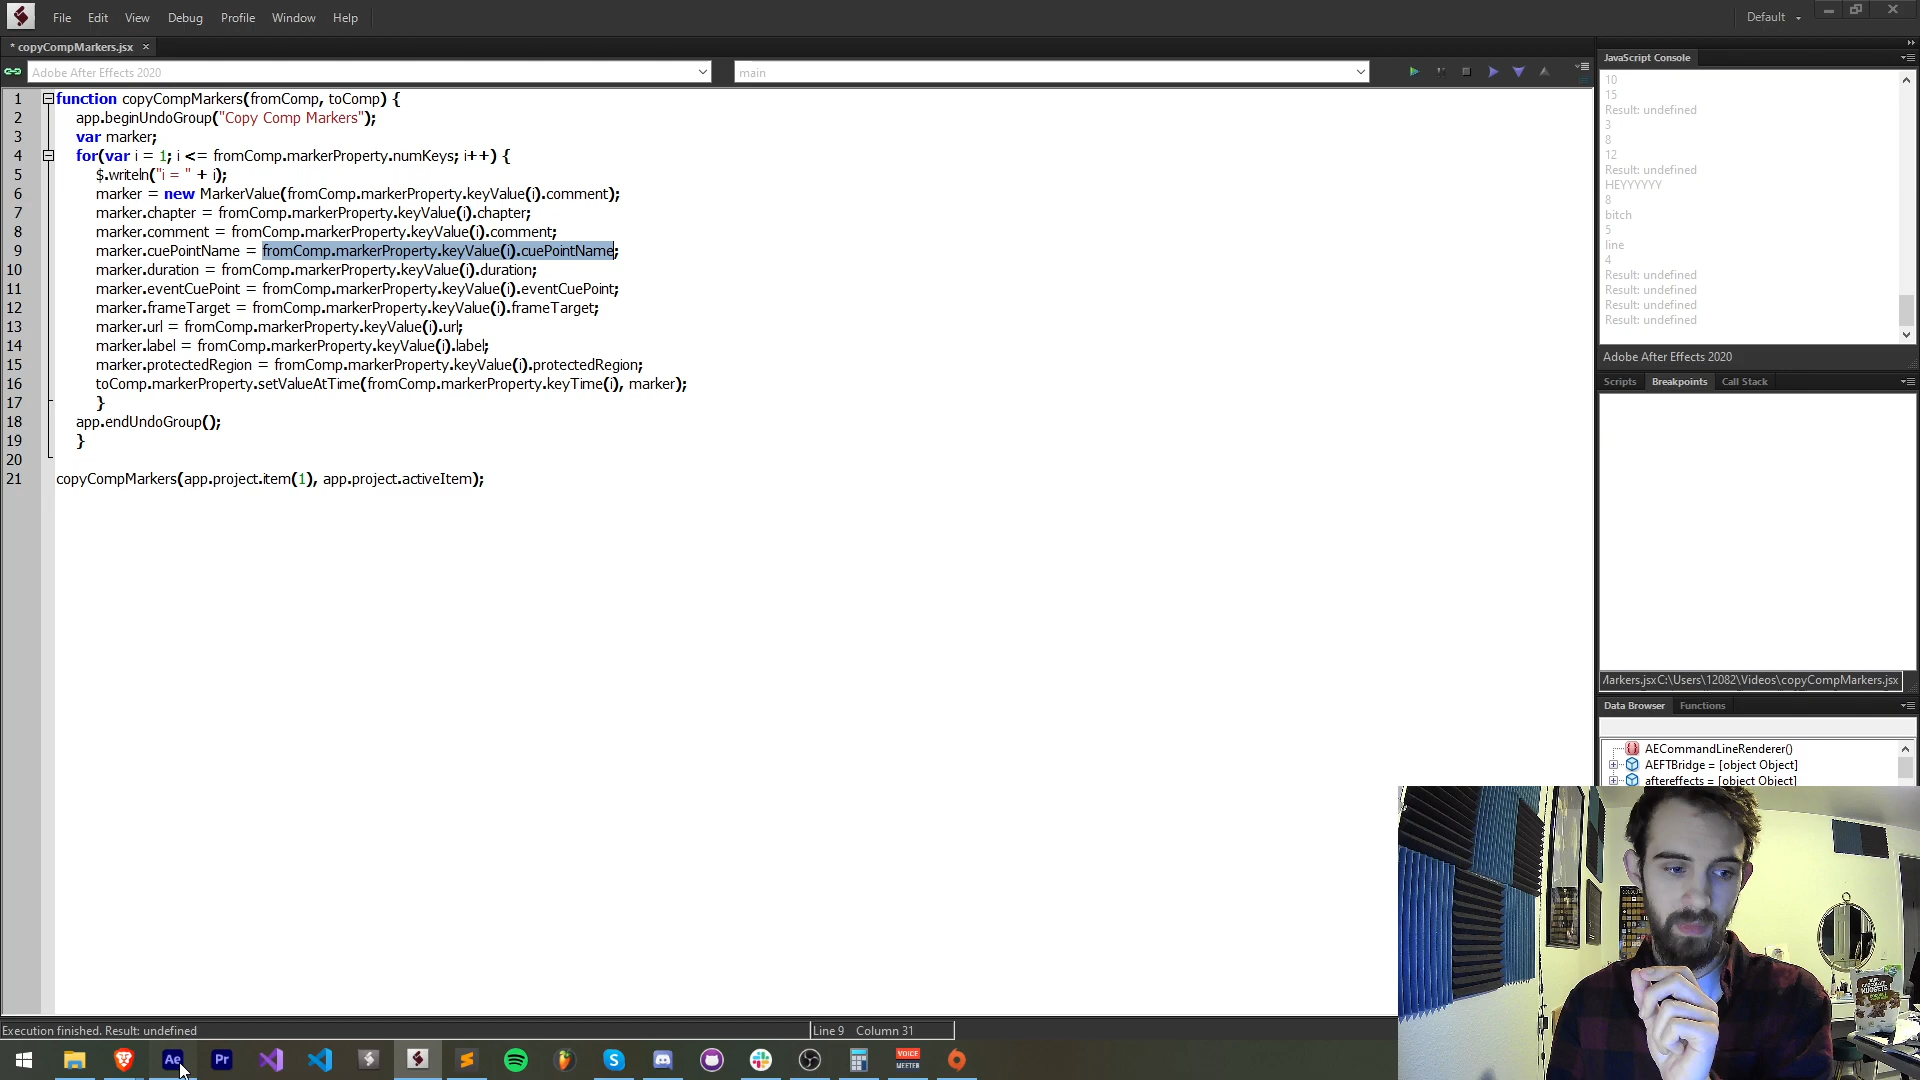 File Edit View Debug Profile Window Help
Default
* copyCompMarkers.jsx ×
Adobe After Effects 2020
main
1 function copyCompMarkers(fromComp, toComp) {
2 app.beginUndoGroup("Copy Comp Markers");
3 var marker;
4 for(var i = 1; i <= fromComp.markerProperty.numKeys; i++) {
5 $.writeln("i = " + i);
6 marker = new MarkerValue(fromComp.markerProperty.keyValue(i).comment);
7 marker.chapter = fromComp.markerProperty.keyValue(i).chapter;
8 marker.comment = fromComp.markerProperty.keyValue(i).comment;
9 marker.cuePointName = fromComp.markerProperty.keyValue(i).cuePointName;
10 marker.duration = fromComp.markerProperty.keyValue(i).duration;
11 marker.eventCuePoint = fromComp.markerProperty.keyValue(i).eventCuePoint;
12 marker.frameTarget = fromComp.markerProperty.keyValue(i).frameTarget;
13 marker.url = fromComp.markerProperty.keyValue(i).url;
14 marker.label = fromComp.markerProperty.keyValue(i).label;
15 marker.protectedRegion = fromComp.markerProperty.keyValue(i).protectedRegion;
16 toComp.markerProperty.setValueAtTime(fromComp.markerProperty.keyTime(i), marker);
17 }
18 app.endUndoGroup();
19 }
20
21 copyCompMarkers(app.project.item(1), app.project.activeItem);
JavaScript Console
10
15
Result: undefined
3
8
12
Result: undefined
HEYYYYYY
8
bitch
5
line
4
Result: undefined
Result: undefined
Result: undefined
Result: undefined
Adobe After Effects 2020
Scripts Breakpoints Call Stack
Markers.jsxC:\Users\12082\Videos\copyCompMarkers.jsx
Data Browser Functions
AECommandLineRenderer()
AEFTBridge = [object Object]
aftereffects = [object Object]
Execution finished. Result: undefined
Line 9 Column 31
Ae Pr S VOICE MEETER